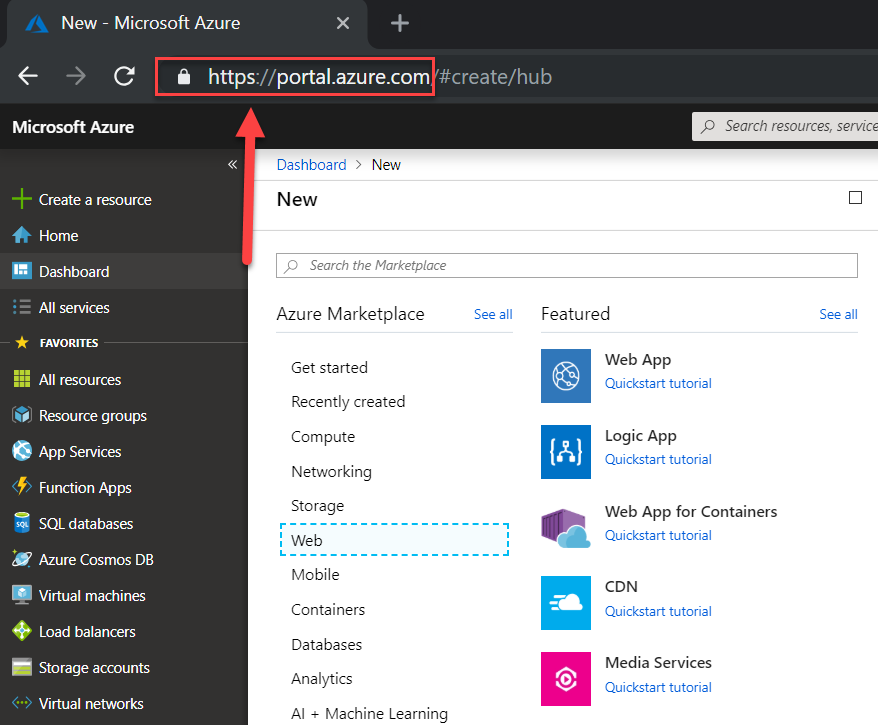 New - Microsoft Azure
https://portal.azure.com/#create/hub
Microsoft Azure
Search resources, service
«
Create a resource
Home
Dashboard
All services
FAVORITES
All resources
Resource groups
App Services
Function Apps
SQL
SQL databases
Azure Cosmos DB
Virtual machines
Load balancers
Storage accounts
Virtual networks
Dashboard > New
New
Search the Marketplace
Azure Marketplace See all
Get started
Recently created
Compute
Networking
Storage
Web
Mobile
Containers
Databases
Analytics
AI + Machine Learning
Featured See all
Web App
Quickstart tutorial
Logic App
Quickstart tutorial
Web App for Containers
Quickstart tutorial
CDN
Quickstart tutorial
Media Services
Quickstart tutorial